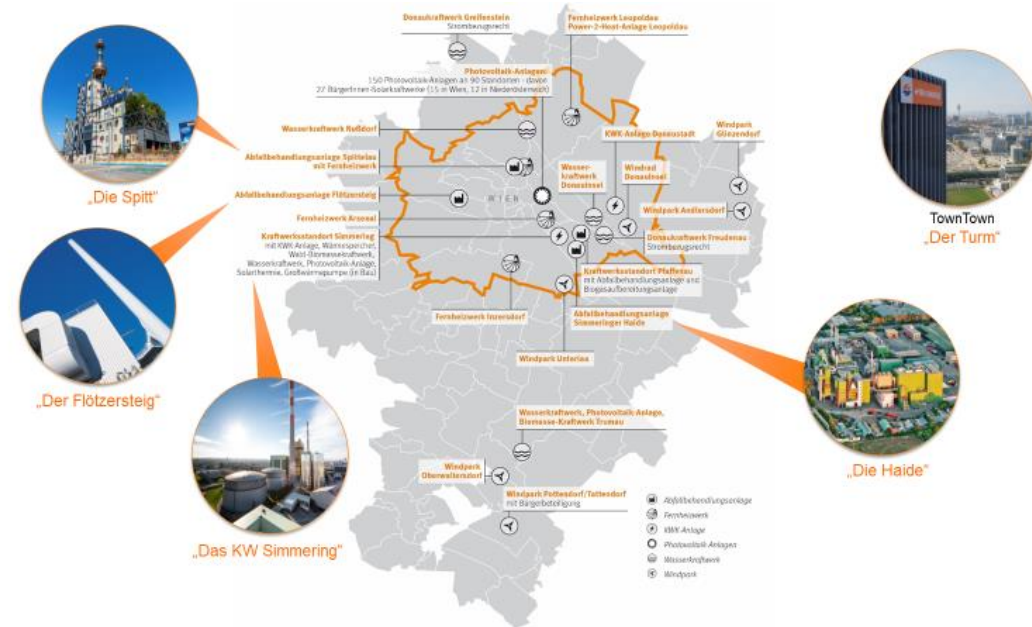 Donaukraftwerk Greifenstein
Strombezugsrecht
Fernheizwerk Leopoldau
Power-2-Heat-Anlage Leopoldau
Photovoltaik-Anlagen
150 Photovoltaik-Anlagen an 90 Standorten - davon
27 BürgerInnen-Solarkraftwerke (15 in Wien, 12 in Niederösterreich)
Wasserkraftwerk Nußdorf
KWK-Anlage Donaustadt
Windpark
Glinzendorf
Abfallbehandlungsanlage Spittelau
mit Fernheizwerk
Wasser-
kraftwerk
Donauinsel
Windrad
Donauinsel
„Die Spitt“
Abfallbehandlungsanlage Flötzersteig
WIEN
Windpark Andlersdorf
TownTown
„Der Turm“
Fernheizwerk Arsenal
Kraftwerksstandort Simmering
mit KWK Anlage, Wärmespeicher,
Wald-Biomassekraftwerk,
Wasserkraftwerk, Photovoltaik-Anlage,
Solarthermie, Großwärmepumpe (in Bau)
Donaukraftwerk Freudenau
Strombezugsrecht
Kraftwerksstandort Pfaffenau
mit Abfallbehandlungsanlage und
Biogasaufbereitungsanlage
Fernheizwerk Inzersdorf
Abfallbehandlungsanlage
Simmeringer Haide
Windpark Unterlaa
„Der Flötzersteig“
Wasserkraftwerk, Photovoltaik-Anlage,
Biomasse-Kraftwerk Trumau
„Die Haide“
Windpark
Oberwaltersdorf
Windpark Pottendorf/Tattendorf
mit Bürgerbeteiligung
„Das KW Simmering“
Abfallbehandlungsanlage
Fernheizwerk
KWK-Anlage
Photovoltaik-Anlagen
Wasserkraftwerk
Windpark